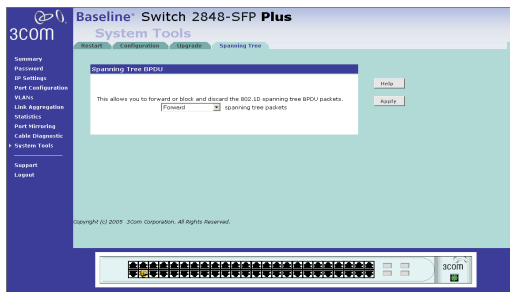 3COM
Baseline* Switch 2848-SFP Plus
System Tools
Restart
Configuration
Upgrade
Spanning Tree
Summary
Password
IP Settings
Port Configuration
VLANs
Link Aggregation
Statistics
Port Mirroring
Cable Diagnostic
System Tools
Support
Logout
Spanning Tree BPDU
This allows you to forward or block and discard the 802.1D spanning tree BPDU packets.
Forward spanning tree packets
Help
Apply
Copyright (c) 2005 3Com Corporation. All Rights Reserved.
3com